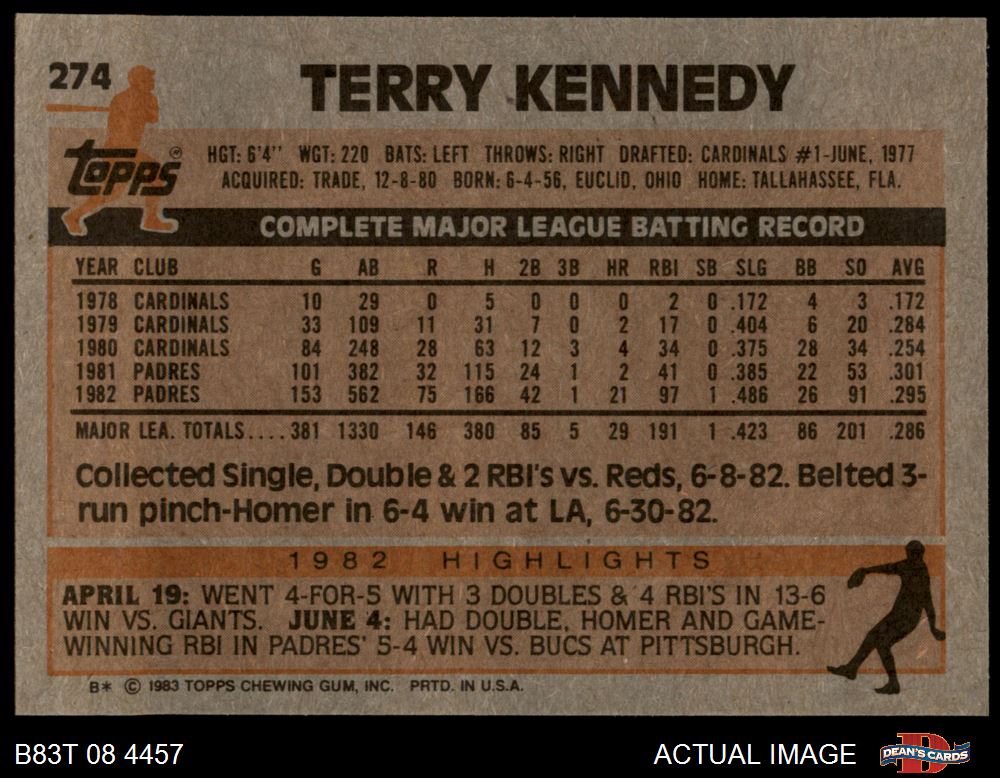 274
TERRY KENNEDY
Topps®
HGT: 6'4'' WGT: 220 BATS: LEFT THROWS: RIGHT DRAFTED: CARDINALS #1-JUNE, 1977
ACQUIRED: TRADE, 12-8-80 BORN: 6-4-56, EUCLID, OHIO HOME: TALLAHASSEE, FLA.
COMPLETE MAJOR LEAGUE BATTING RECORD
YEAR CLUB G AB R H 2B 3B HR RBI SB SLG BB SO AVG
1978 CARDINALS 10 29 0 5 0 0 0 2 0 .172 4 3 .172
1979 CARDINALS 33 109 11 31 7 0 2 17 0 .404 6 20 .284
1980 CARDINALS 84 248 28 63 12 3 4 34 0 .375 28 34 .254
1981 PADRES 101 382 32 115 24 1 2 41 0 .385 22 53 .301
1982 PADRES 153 562 75 166 42 1 21 97 1 .486 26 91 .295
MAJOR LEA. TOTALS.... 381 1330 146 380 85 5 29 191 1 .423 86 201 .286
Collected Single, Double & 2 RBI's vs. Reds, 6-8-82. Belted 3-
run pinch-Homer in 6-4 win at LA, 6-30-82.
1982 HIGHLIGHTS
APRIL 19: WENT 4-FOR-5 WITH 3 DOUBLES & 4 RBI'S IN 13-6
WIN VS. GIANTS. JUNE 4: HAD DOUBLE, HOMER AND GAME-
WINNING RBI IN PADRES' 5-4 WIN VS. BUCS AT PITTSBURGH.
B* © 1983 TOPPS CHEWING GUM, INC. PRTD. IN U.S.A.
B83T 08 4457
ACTUAL IMAGE
D
DEAN'S CARDS